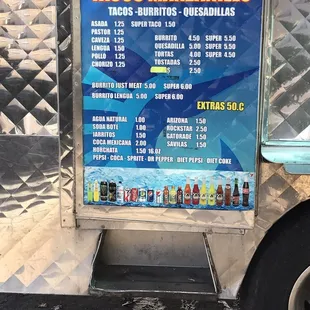 TACOS • BURRITOS • QUESADILLAS
ASADA 1.25 SUPER TACO 1.50
PASTOR 1.25
CAVEZA 1.25
LENGUA 1.50
POLLO 1.25
CHORIZO 1.25
BURRITO 4.50 SUPER 5.50
QUESADILLA 5.00 SUPER 5.50
TORTAS 4.50 SUPER 5.50
TOSTADAS 2.50
2.50
BURRITO JUST MEAT 5.00 SUPER 6.00
BURRITO LENGUA 5.00 SUPER 6.00
EXTRAS 50.C
AGUA NATURAL 1.00
SODA BOTE 1.00
JARRITOS 1.50
COCA MEXICANA 2.00
HORCHATA 16 OZ 1.50
ARIZONA 1.50
ROCKSTAR 2.50
GATORADE 1.50
SAVILAS 1.50
PEPSI - COCA - SPRITE - DR PEPPER - DIET PEPSI - DIET COKE